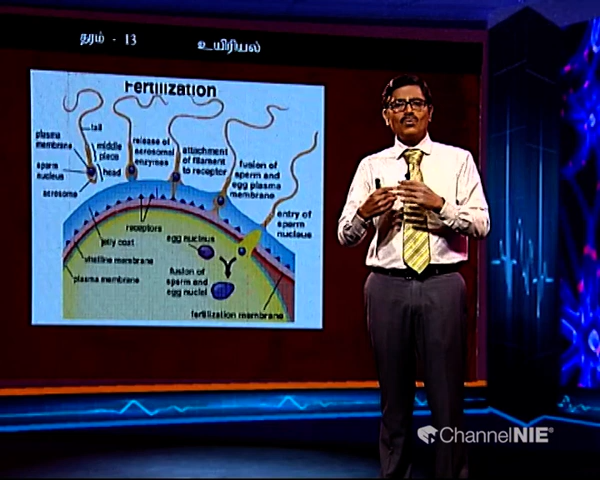 தரம் - 13
உயிரியல்
Fertilization
tail
plasma
membrane
middle
piece
sperm
nucleus
head
acrosome
release of
acrosomal
enzymes
attachment
of filament
to receptor
fusion of
sperm and
egg plasma
membrane
entry of
sperm
nucleus
receptors
jelly coat
vitelline membrane
plasma membrane
egg nucleus
fusion of
sperm and
egg nuclei
fertilization membrane
ChannelNIE®